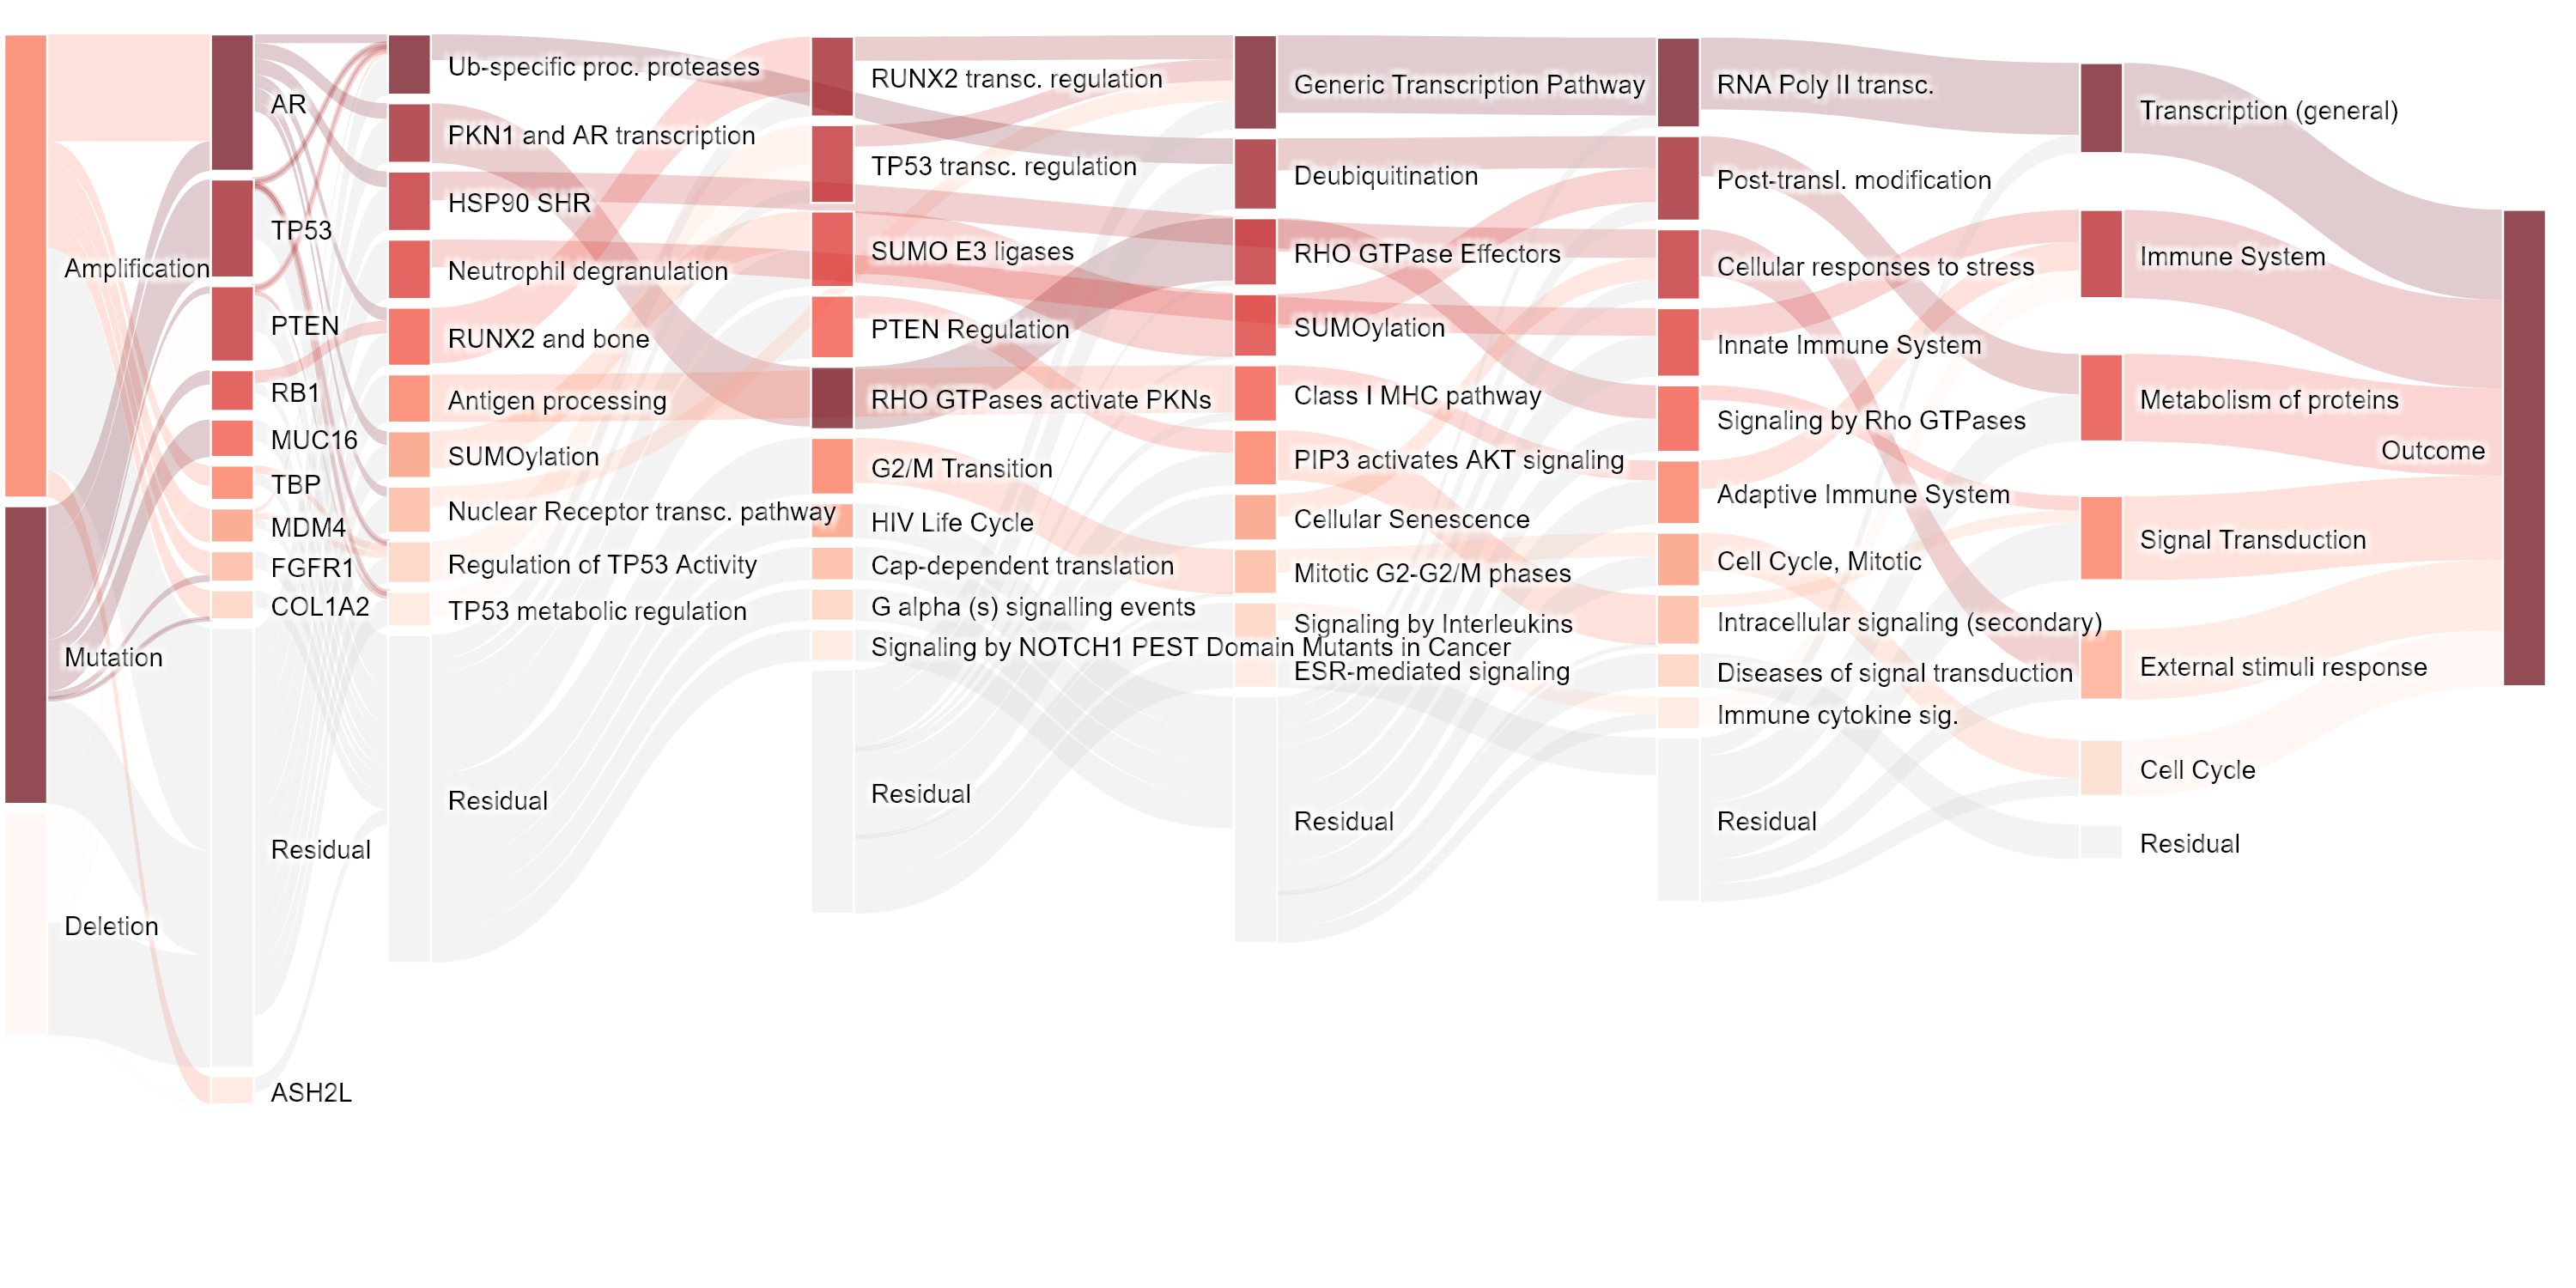 Amplification
Mutation
Deletion
AR
TP53
PTEN
RB1
MUC16
TBP
MDM4
FGFR1
COL1A2
Residual
ASH2L
Ub-specific proc. proteases
PKN1 and AR transcription
HSP90 SHR
Neutrophil degranulation
RUNX2 and bone
Antigen processing
SUMOylation
Nuclear Receptor transc. pathway
Regulation of TP53 Activity
TP53 metabolic regulation
Residual
RUNX2 transc. regulation
TP53 transc. regulation
SUMO E3 ligases
PTEN Regulation
RHO GTPases activate PKNs
G2/M Transition
HIV Life Cycle
Cap-dependent translation
G alpha (s) signalling events
Signaling by NOTCH1 PEST Domain Mutants in Cancer
Residual
Generic Transcription Pathway
Deubiquitination
RHO GTPase Effectors
SUMOylation
Class I MHC pathway
PIP3 activates AKT signaling
Cellular Senescence
Mitotic G2-G2/M phases
Signaling by Interleukins
ESR-mediated signaling
Residual
RNA Poly II transc.
Post-transl. modification
Cellular responses to stress
Innate Immune System
Signaling by Rho GTPases
Adaptive Immune System
Cell Cycle, Mitotic
Intracellular signaling (secondary)
Diseases of signal transduction
Immune cytokine sig.
Residual
Transcription (general)
Immune System
Metabolism of proteins
Signal Transduction
External stimuli response
Cell Cycle
Residual
Outcome